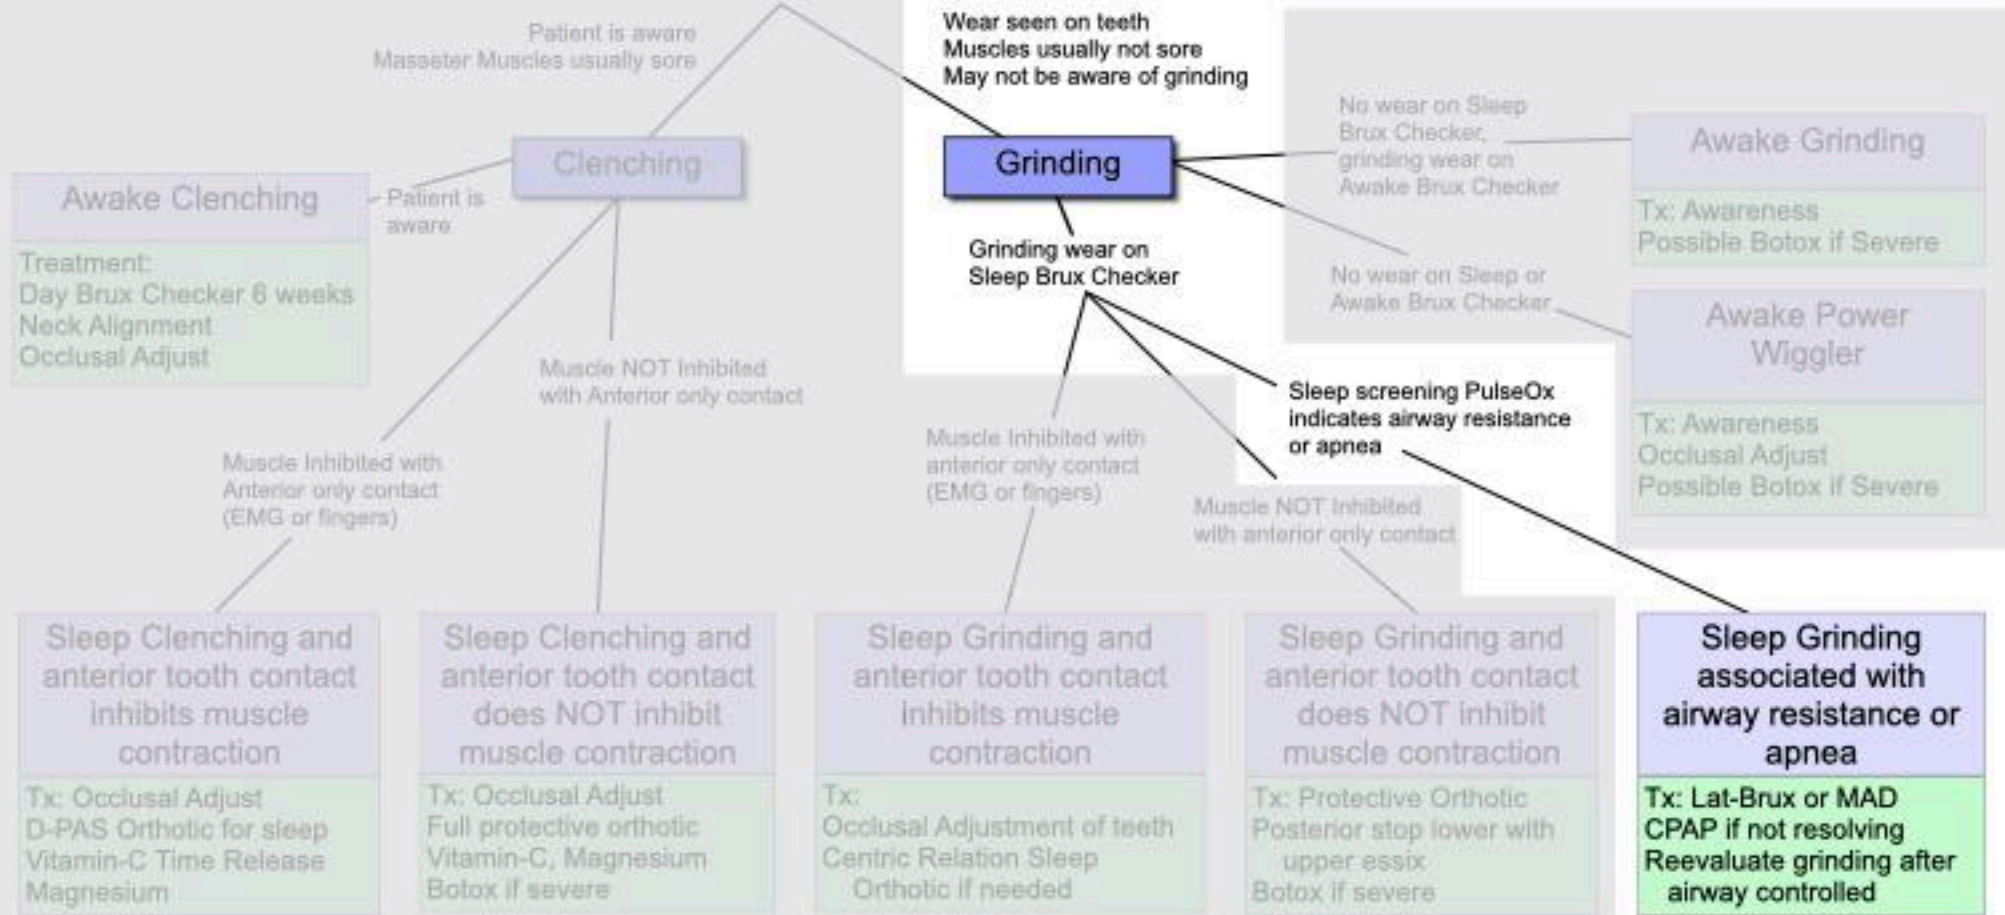 Patient is aware
Masseter Muscles usually sore
Wear seen on teeth
Muscles usually not sore
May not be aware of grinding
Clenching
Grinding
Awake Clenching
Patient is
aware
Treatment:
Day Brux Checker 6 weeks
Neck Alignment
Occlusal Adjust
No wear on Sleep
Brux Checker,
grinding wear on
Awake Brux Checker
Awake Grinding
Tx: Awareness
Possible Botox if Severe
Grinding wear on
Sleep Brux Checker
No wear on Sleep or
Awake Brux Checker
Awake Power
Wiggler
Tx: Awareness
Occlusal Adjust
Possible Botox if Severe
Muscle NOT Inhibited
with Anterior only contact
Muscle Inhibited with
Anterior only contact
(EMG or fingers)
Muscle Inhibited with
anterior only contact
(EMG or fingers)
Muscle NOT Inhibited
with anterior only contact
Sleep screening PulseOx
indicates airway resistance
or apnea
Sleep Clenching and
anterior tooth contact
inhibits muscle
contraction
Tx: Occlusal Adjust
D-PAS Orthotic for sleep
Vitamin-C Time Release
Magnesium
Sleep Clenching and
anterior tooth contact
does NOT inhibit
muscle contraction
Tx: Occlusal Adjust
Full protective orthotic
Vitamin-C, Magnesium
Botox if severe
Sleep Grinding and
anterior tooth contact
Inhibits muscle
contraction
Tx:
Occlusal Adjustment of teeth
Centric Relation Sleep
Orthotic if needed
Sleep Grinding and
anterior tooth contact
does NOT inhibit
muscle contraction
Tx: Protective Orthotic
Posterior stop lower with
upper essix
Botox if severe
Sleep Grinding
associated with
airway resistance or
apnea
Tx: Lat-Brux or MAD
CPAP if not resolving
Reevaluate grinding after
airway controlled